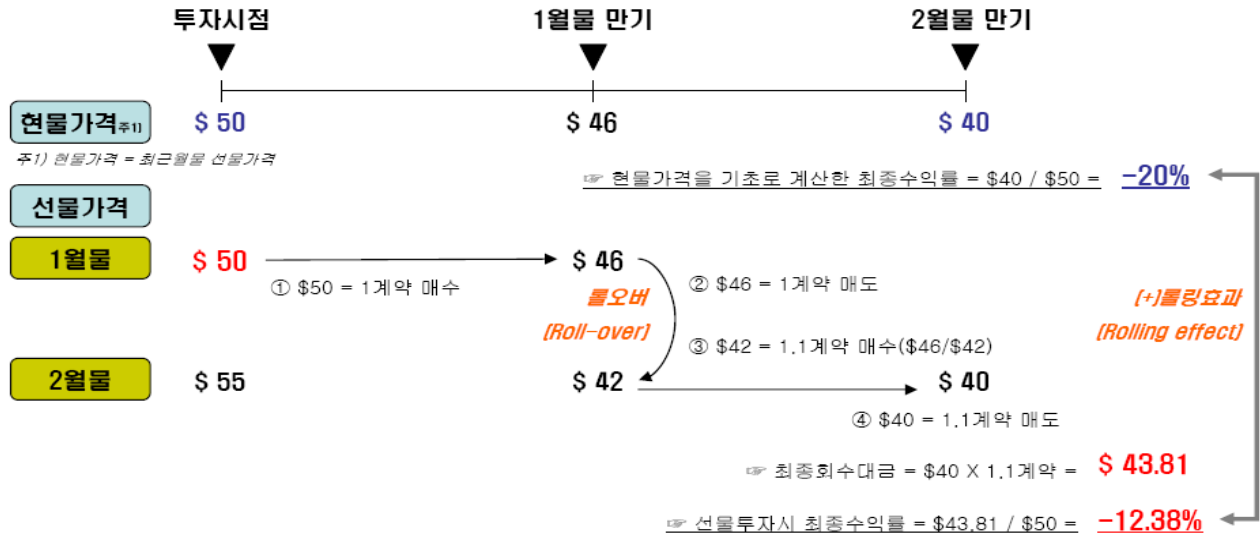 투자시점 1월물 만기 2월물 만기
현물가격주1) $ 50 $ 46 $ 40
주1) 현물가격 = 최근월물 선물가격
☞ 현물가격을 기초로 계산한 최종수익률 = $40 / $50 = -20%
선물가격
1월물 $ 50 $ 46
① $50 = 1계약 매수
② $46 = 1계약 매도
롤오버
(Roll-over)
(+)롤링효과
(Rolling effect)
③ $42 = 1.1계약 매수($46/$42)
2월물 $ 55 $ 42 $ 40
④ $40 = 1.1계약 매도
☞ 최종회수대금 = $40 X 1.1계약 = $ 43.81
☞ 선물투자시 최종수익률 = $43.81 / $50 = -12.38%